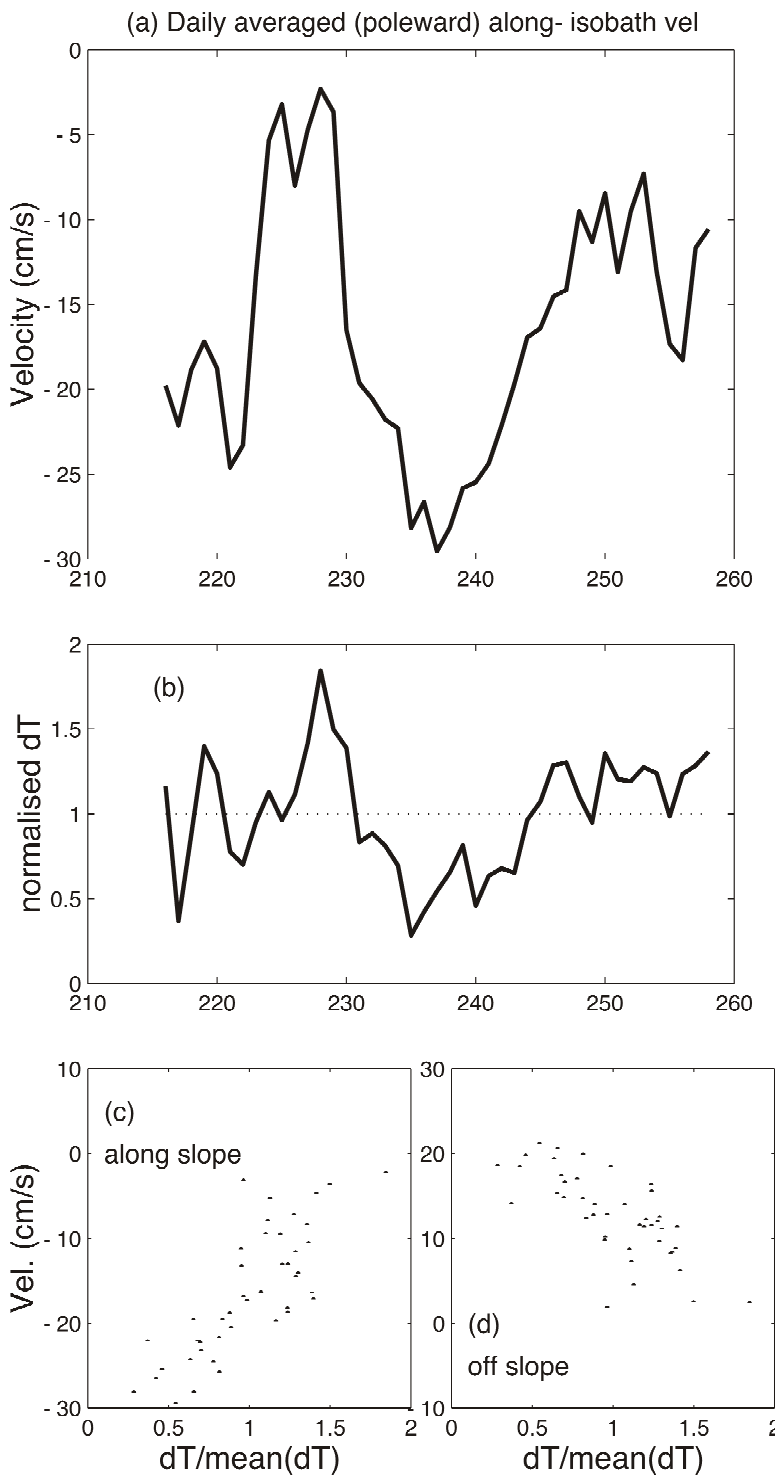 (a) Daily averaged (poleward) along- isobath vel
0
- 5
- 10
- 15
- 20
- 25
- 30
Velocity (cm/s)
210 220 230 240 250 260
2
1.5
1
0.5
0
normalised dT
(b)
210 220 230 240 250 260
10
0
- 10
- 20
- 30
Vel. (cm/s)
(c)
along slope
0 0.5 1 1.5 2
dT/mean(dT)
30
20
10
0
10
(d)
off slope
0 0.5 1 1.5 2
dT/mean(dT)